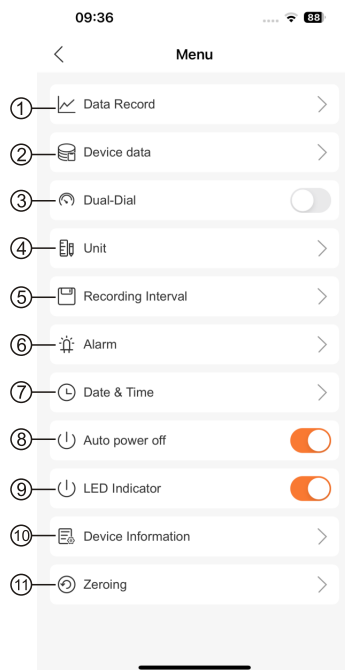 09:36
88
Menu
1 Data Record
2 Device data
3 Dual-Dial
4 Unit
5 Recording Interval
6 Alarm
7 Date & Time
8 Auto power off
9 LED Indicator
10 Device Information
11 Zeroing